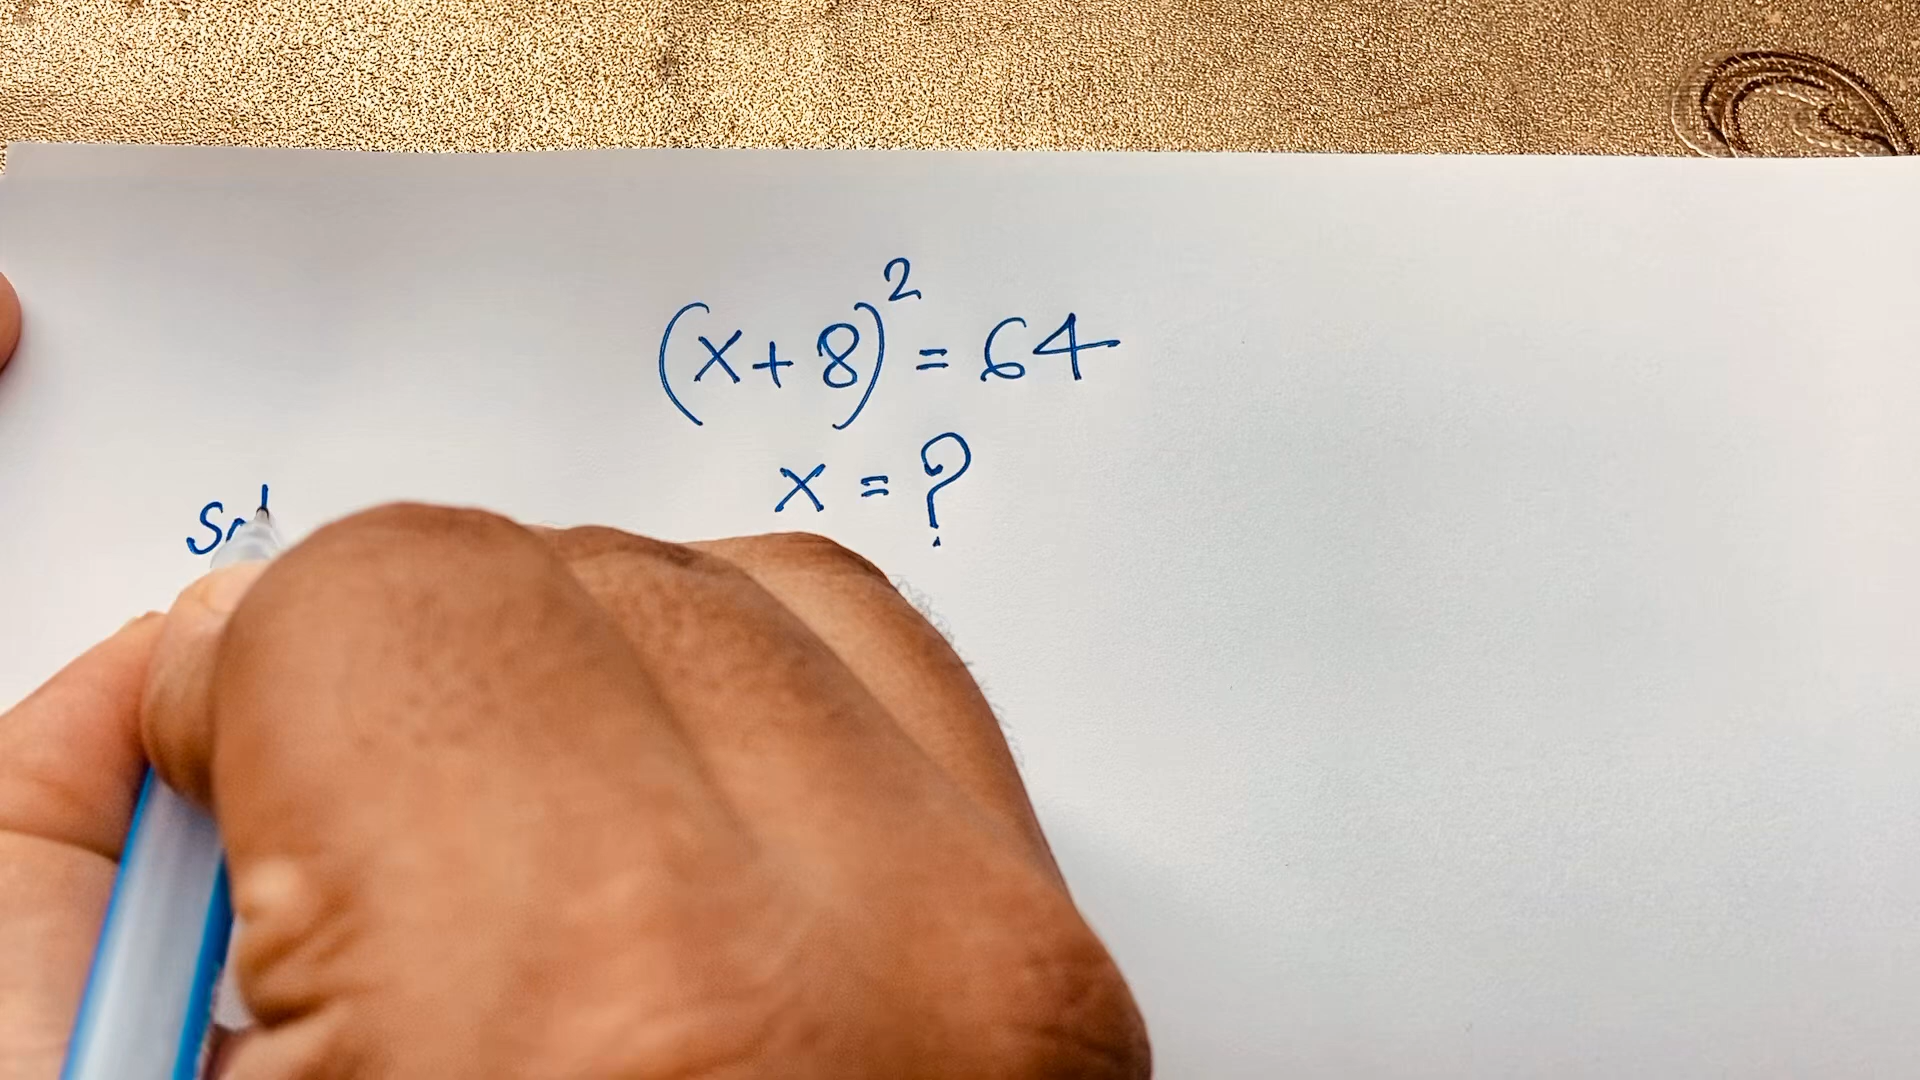 (x+8)² = 64
x = ?